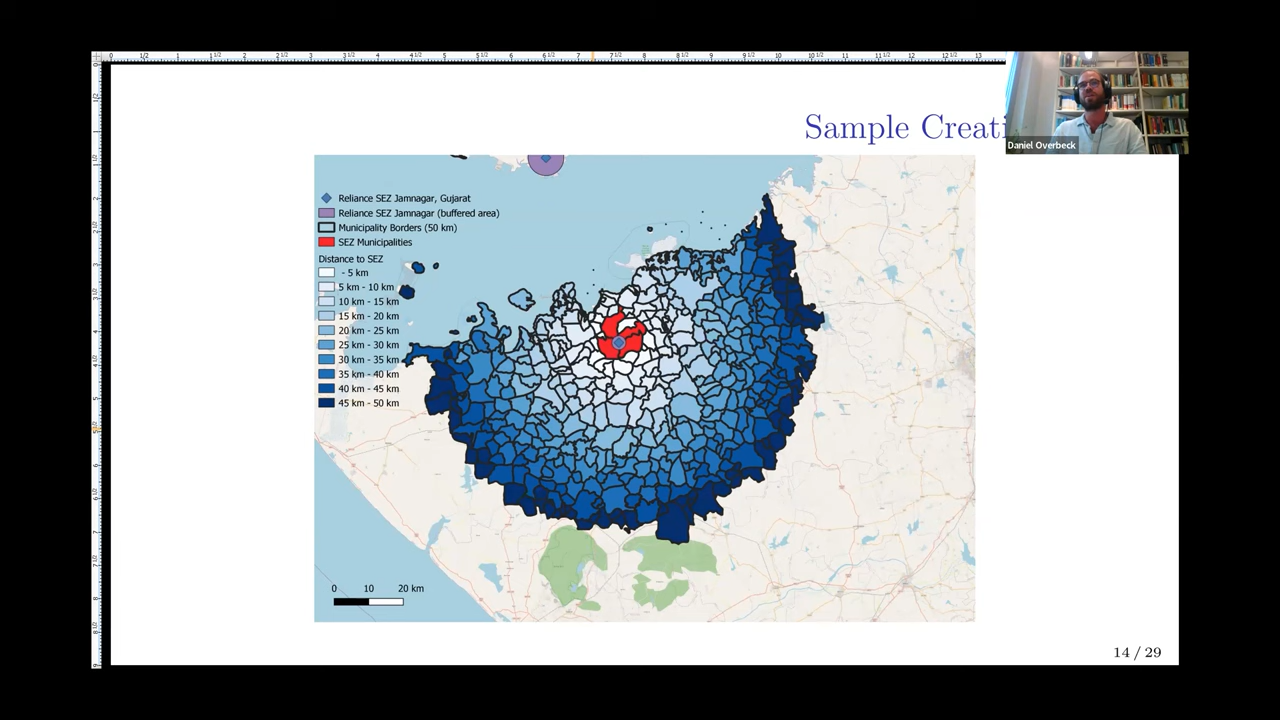 Sample Creati
Daniel Overbeck
Reliance SEZ Jamnagar, Gujarat
Reliance SEZ Jamnagar (buffered area)
Municipality Borders (50 km)
SEZ Municipalities
Distance to SEZ
- 5 km
5 km - 10 km
10 km - 15 km
15 km - 20 km
20 km - 25 km
25 km - 30 km
30 km - 35 km
35 km - 40 km
40 km - 45 km
45 km - 50 km
0 10 20 km
14 / 29